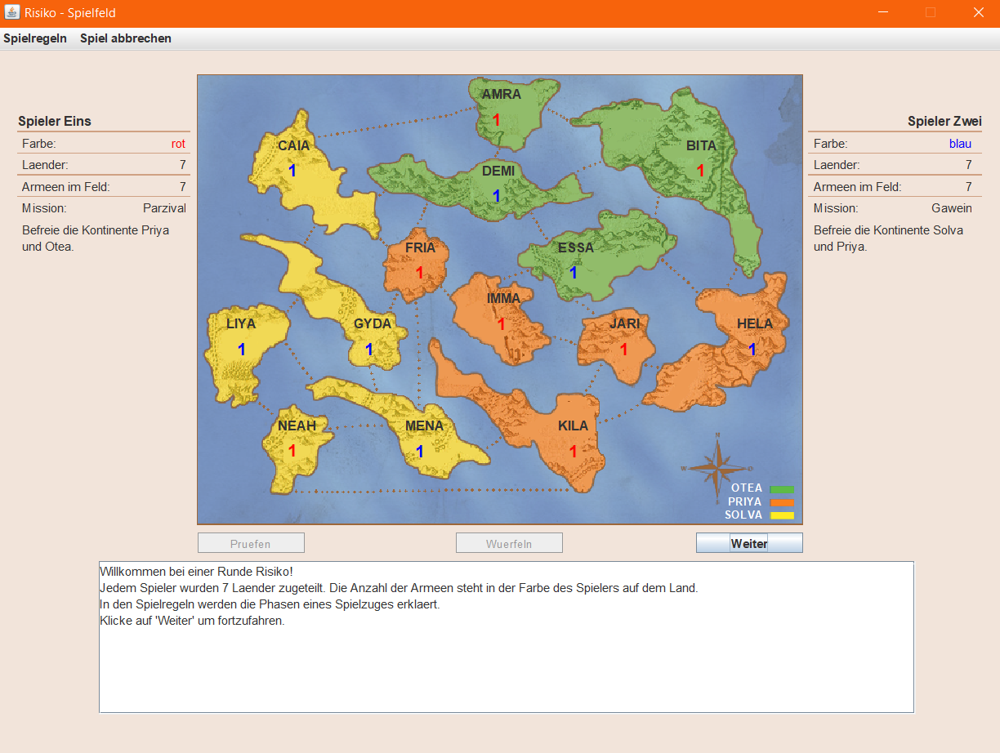 Risiko - Spielfeld
Spielregeln Spiel abbrechen
Spieler Eins
Farbe: rot
Laender: 7
Armeen im Feld: 7
Mission: Parzival
Befreie die Kontinente Priya
und Otea.
AMRA
1
CAIA
1
BITA
1
DEMI
1
FRIA
1
ESSA
1
IMMA
1
LIYA
1
GYDA
1
JARI
1
HELA
1
NEAH
1
MENA
1
KILA
1
N
W
O
S
OTEA
PRIYA
SOLVA
Spieler Zwei
Farbe: blau
Laender: 7
Armeen im Feld: 7
Mission: Gawein
Befreie die Kontinente Solva
und Priya.
Pruefen Wuerfeln Weiter
Willkommen bei einer Runde Risiko!
Jedem Spieler wurden 7 Laender zugeteilt. Die Anzahl der Armeen steht in der Farbe des Spielers auf dem Land.
In den Spielregeln werden die Phasen eines Spielzuges erklaert.
Klicke auf 'Weiter' um fortzufahren.